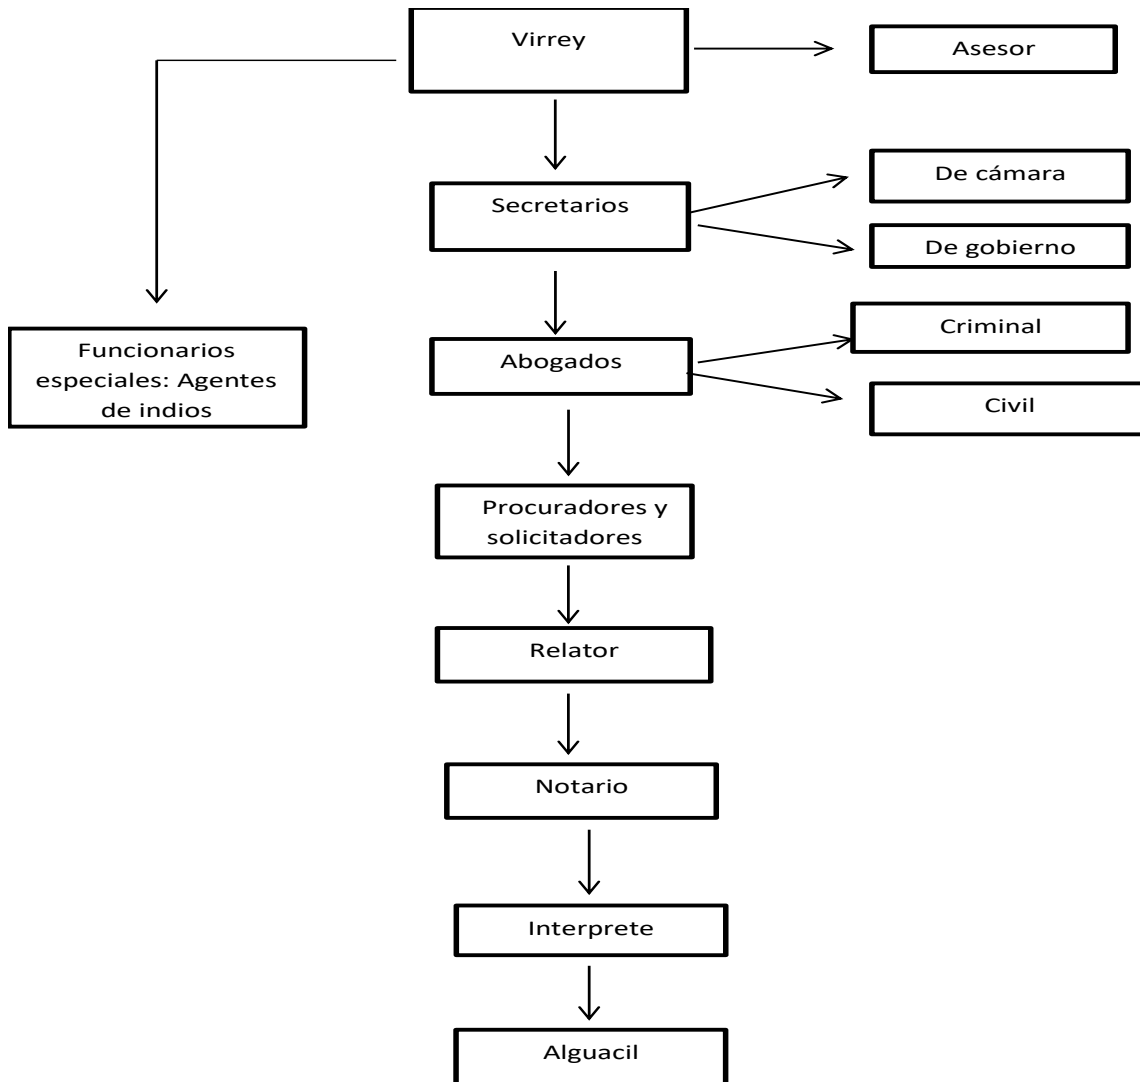 Virrey
Asesor
De cámara
Secretarios
De gobierno
Criminal
Funcionarios
especiales: Agentes
de indios
Abogados
Civil
Procuradores y
solicitadores
Relator
Notario
Interprete
Alguacil